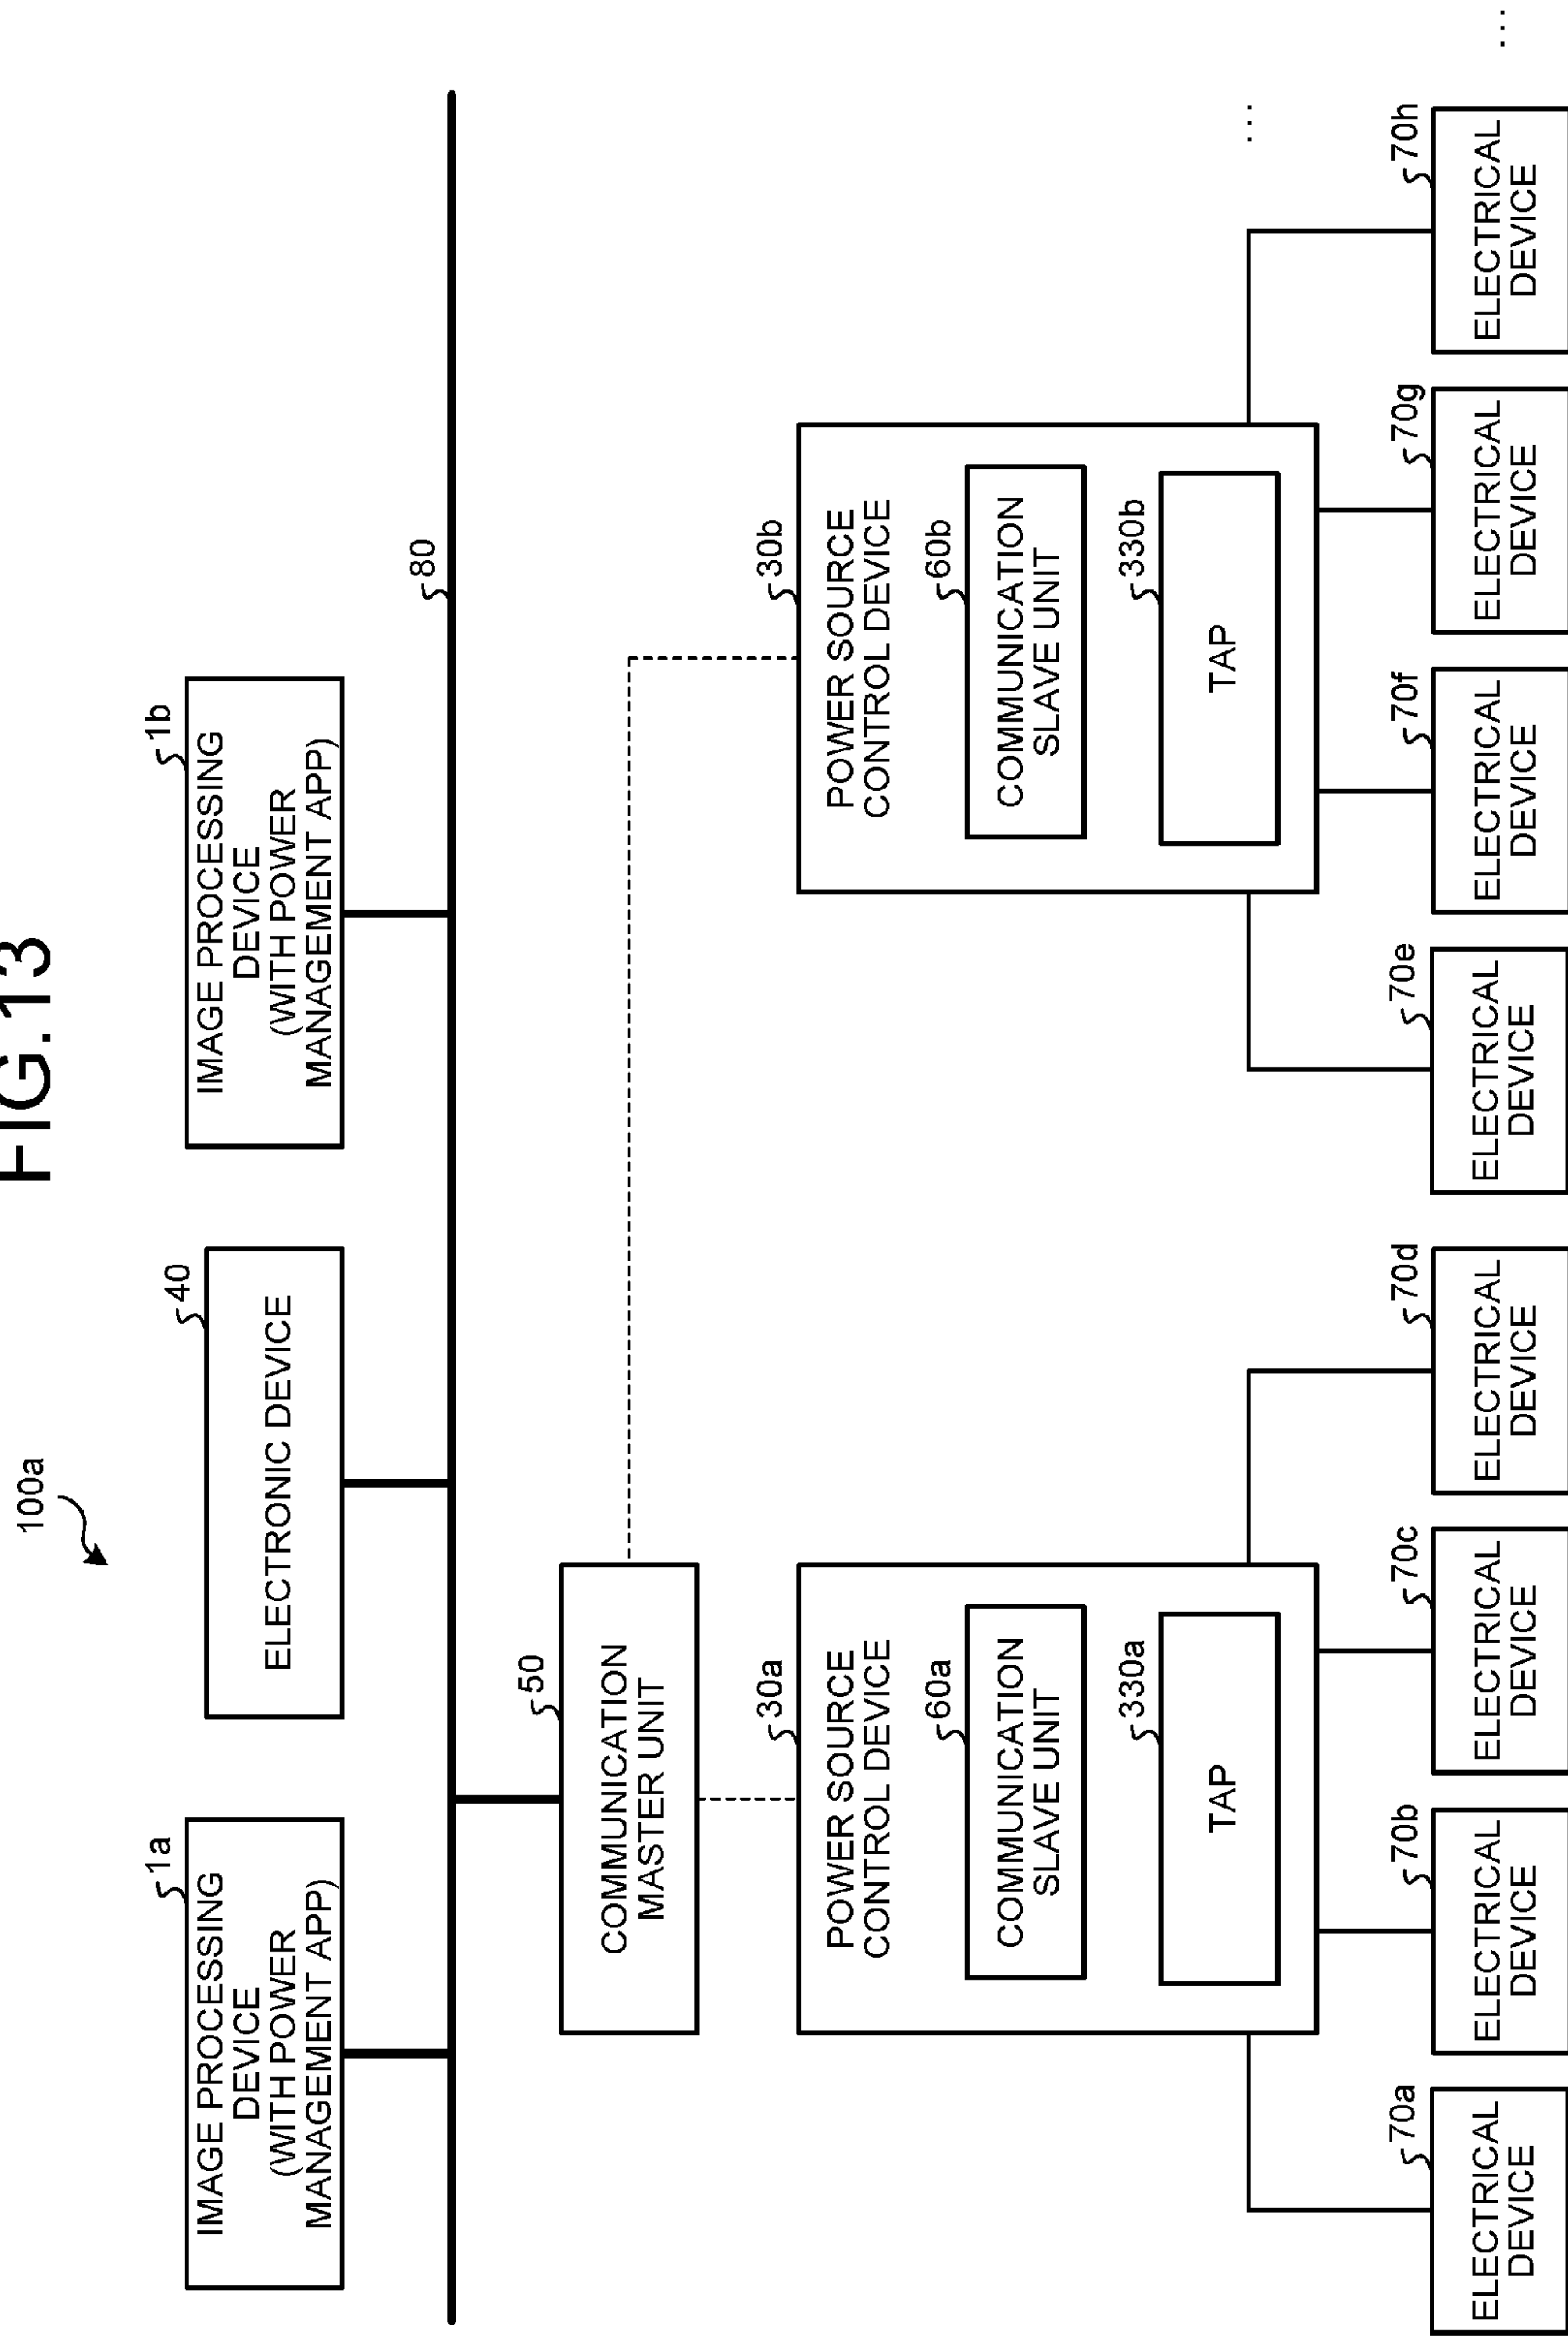 FIG.13
100a
1a
IMAGE PROCESSING
DEVICE
(WITH POWER
MANAGEMENT APP)
40
ELECTRONIC DEVICE
1b
IMAGE PROCESSING
DEVICE
(WITH POWER
MANAGEMENT APP)
80
50
COMMUNICATION
MASTER UNIT
30a
POWER SOURCE
CONTROL DEVICE
60a
COMMUNICATION
SLAVE UNIT
330a
TAP
30b
POWER SOURCE
CONTROL DEVICE
60b
COMMUNICATION
SLAVE UNIT
330b
TAP
...
70a
ELECTRICAL
DEVICE
70b
ELECTRICAL
DEVICE
70c
ELECTRICAL
DEVICE
70d
ELECTRICAL
DEVICE
70e
ELECTRICAL
DEVICE
70f
ELECTRICAL
DEVICE
70g
ELECTRICAL
DEVICE
70h
ELECTRICAL
DEVICE
...